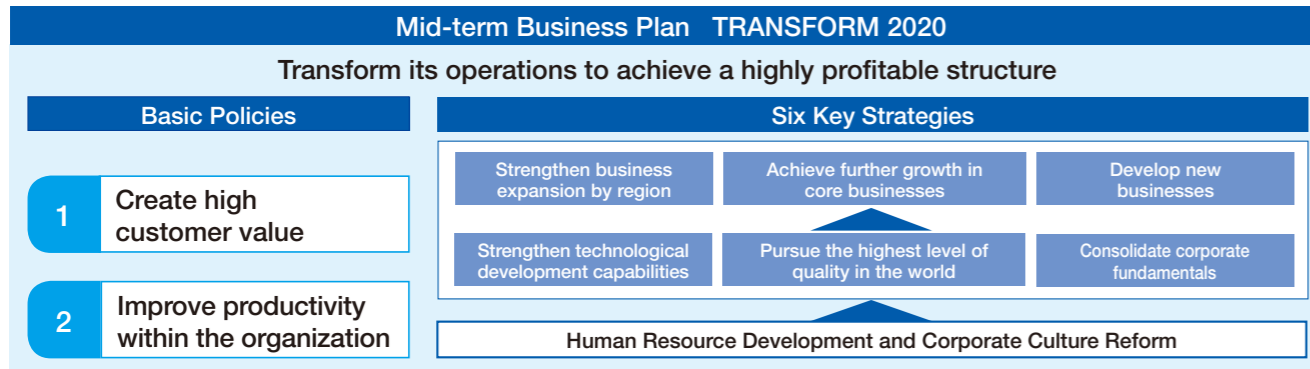 Mid-term Business Plan TRANSFORM 2020
Transform its operations to achieve a highly profitable structure
Basic Policies
1
Create high
customer value
2
Improve productivity
within the organization
Six Key Strategies
Strengthen business
expansion by region
Achieve further growth in
core businesses
Develop new
businesses
Strengthen technological
development capabilities
Pursue the highest level of
quality in the world
Consolidate corporate
fundamentals
Human Resource Development and Corporate Culture Reform